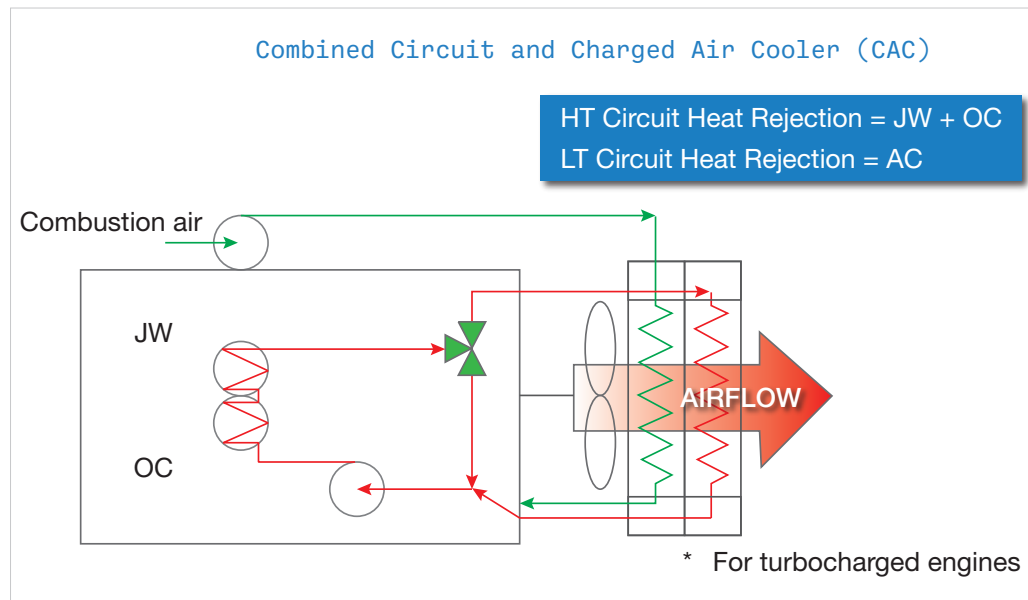 Combined Circuit and Charged Air Cooler (CAC)
HT Circuit Heat Rejection = JW + OC
LT Circuit Heat Rejection = AC
Combustion air
JW
AIRFLOW
OC
* For turbocharged engines